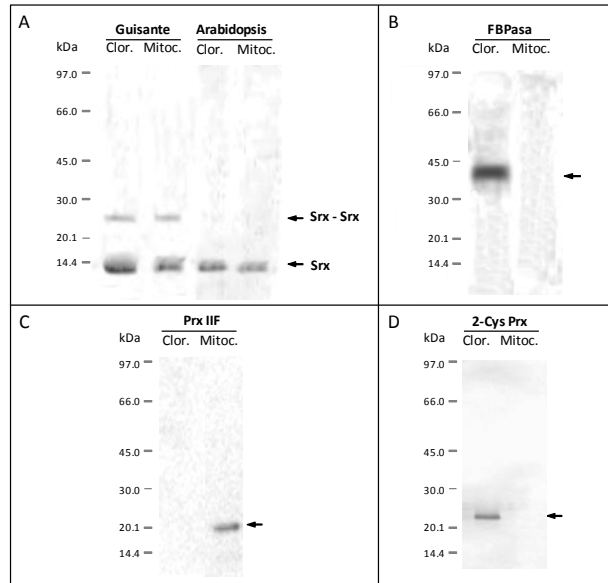 A
Guisante Arabidopsis
kDa Clor. Mitoc. Clor. Mitoc.
97.0
66.0
45.0
30.0
Srx - Srx
20.1
14.4 Srx
B
FBPasa
kDa Clor. Mitoc.
97.0
66.0
45.0
30.0
20.1
14.4
C
Prx IIF
kDa Clor. Mitoc.
97.0
66.0
45.0
30.0
20.1
14.4
D
2-Cys Prx
kDa Clor. Mitoc.
97.0
66.0
45.0
30.0
20.1
14.4